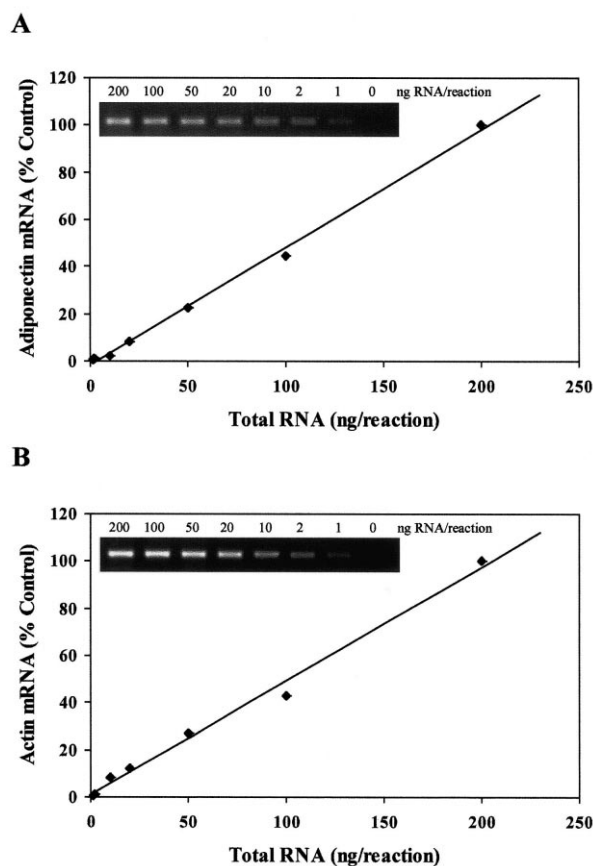 A
120
100
80
60
40
20
0
Adiponectin mRNA (% Control)
200 100 50 20 10 2 1 0 ng RNA/reaction
0 50 100 150 200 250
Total RNA (ng/reaction)
B
120
100
80
60
40
20
0
Actin mRNA (% Control)
200 100 50 20 10 2 1 0 ng RNA/reaction
0 50 100 150 200 250
Total RNA (ng/reaction)